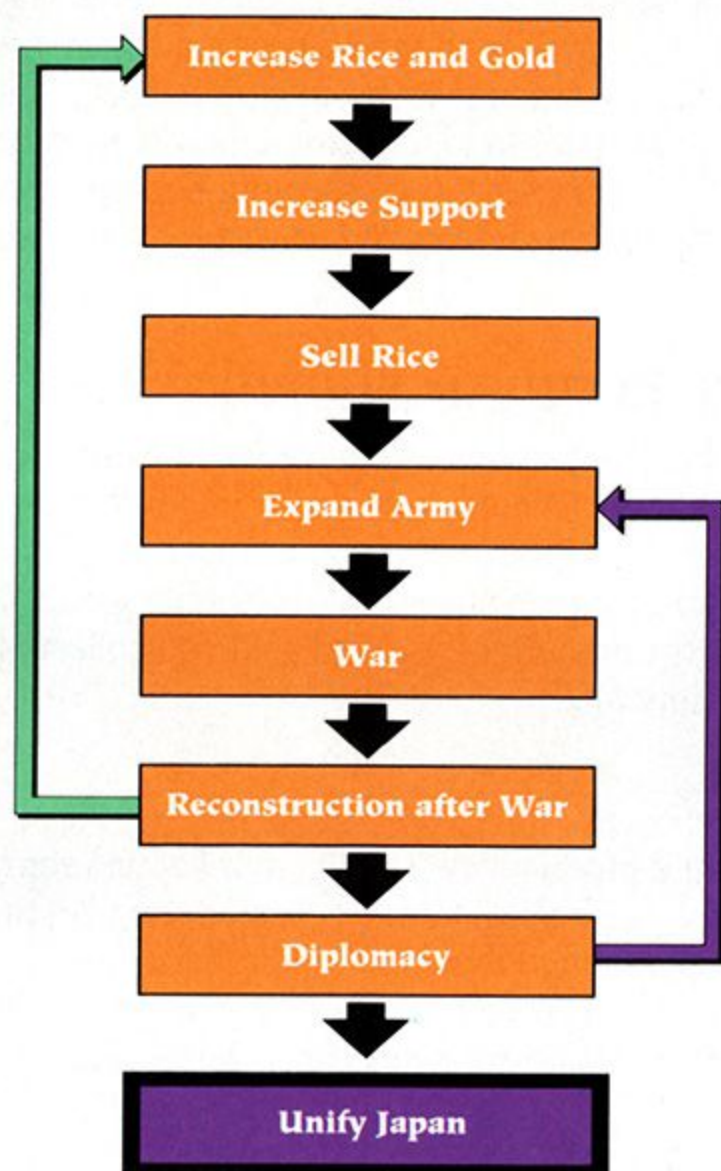 Increase Rice and Gold
Increase Support
Sell Rice
Expand Army
War
Reconstruction after War
Diplomacy
Unify Japan